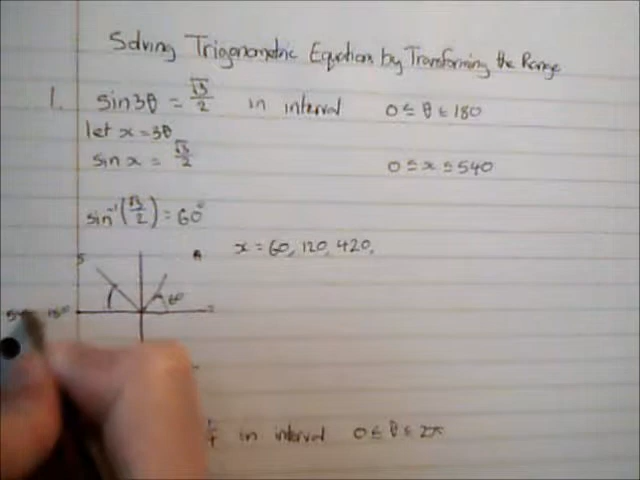 Solving Trigonometric Equations by Transforming the Range
1. sin3θ = √3/2 in interval 0 ≤ θ ≤ 180
let x = 3θ
sin x = √3/2 0 ≤ x ≤ 540
sin⁻¹(√3/2) = 60°
x = 60, 120, 420,
S A
60
180
in interval 0 ≤ θ ≤ 2π